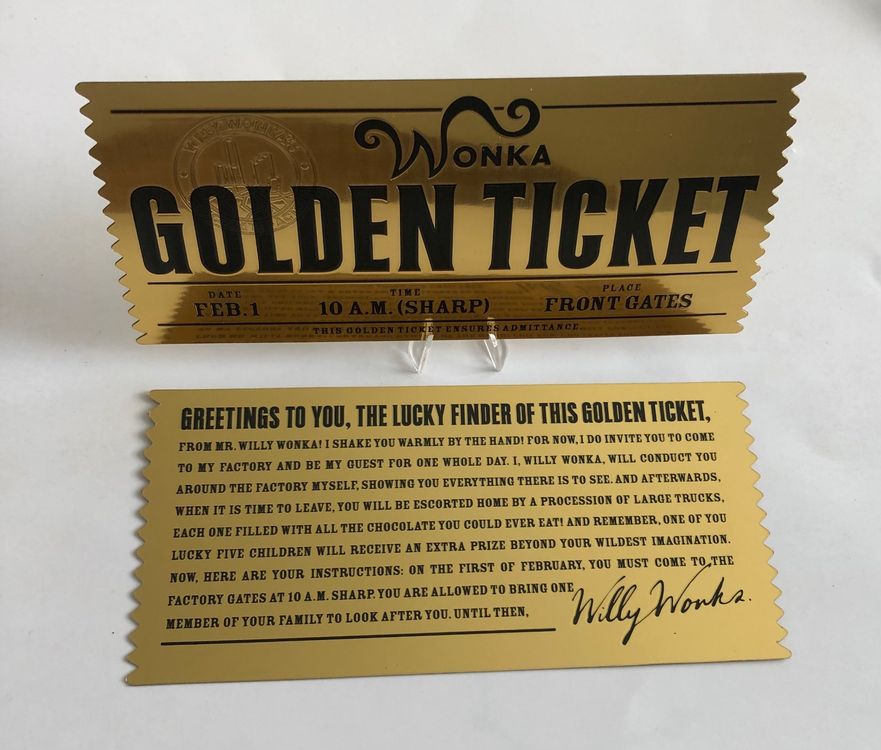 WILLY WONKA'S
WONKA
GOLDEN TICKET
DATE TIME PLACE
FEB.1 10 A.M. (SHARP) FRONT GATES
THIS GOLDEN TICKET ENSURES ADMITTANCE
GREETINGS TO YOU, THE LUCKY FINDER OF THIS GOLDEN TICKET,
FROM MR. WILLY WONKA! I SHAKE YOU WARMLY BY THE HAND! FOR NOW, I DO INVITE YOU TO COME
TO MY FACTORY AND BE MY GUEST FOR ONE WHOLE DAY. I, WILLY WONKA, WILL CONDUCT YOU
AROUND THE FACTORY MYSELF, SHOWING YOU EVERYTHING THERE IS TO SEE. AND AFTERWARDS,
WHEN IT IS TIME TO LEAVE, YOU WILL BE ESCORTED HOME BY A PROCESSION OF LARGE TRUCKS,
EACH ONE FILLED WITH ALL THE CHOCOLATE YOU COULD EVER EAT! AND REMEMBER, ONE OF YOU
LUCKY FIVE CHILDREN WILL RECEIVE AN EXTRA PRIZE BEYOND YOUR WILDEST IMAGINATION.
NOW, HERE ARE YOUR INSTRUCTIONS: ON THE FIRST OF FEBRUARY, YOU MUST COME TO THE
FACTORY GATES AT 10 A.M. SHARP. YOU ARE ALLOWED TO BRING ONE
MEMBER OF YOUR FAMILY TO LOOK AFTER YOU. UNTIL THEN,
Willy Wonka.